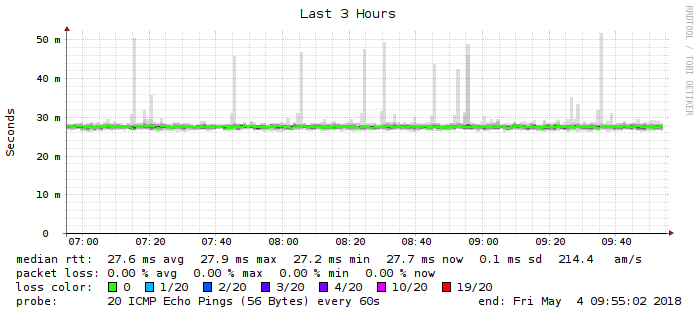 Last 3 Hours
RRDTOOL / TOBI OETIKER
Seconds
50 m
40 m
30 m
20 m
10 m
0
07:00 07:20 07:40 08:00 08:20 08:40 09:00 09:20 09:40
median rtt: 27.6 ms avg 27.9 ms max 27.2 ms min 27.7 ms now 0.1 ms sd 214.4 am/s
packet loss: 0.00 % avg 0.00 % max 0.00 % min 0.00 % now
loss color: 0 1/20 2/20 3/20 4/20 10/20 19/20
probe: 20 ICMP Echo Pings (56 Bytes) every 60s end: Fri May 4 09:55:02 2018